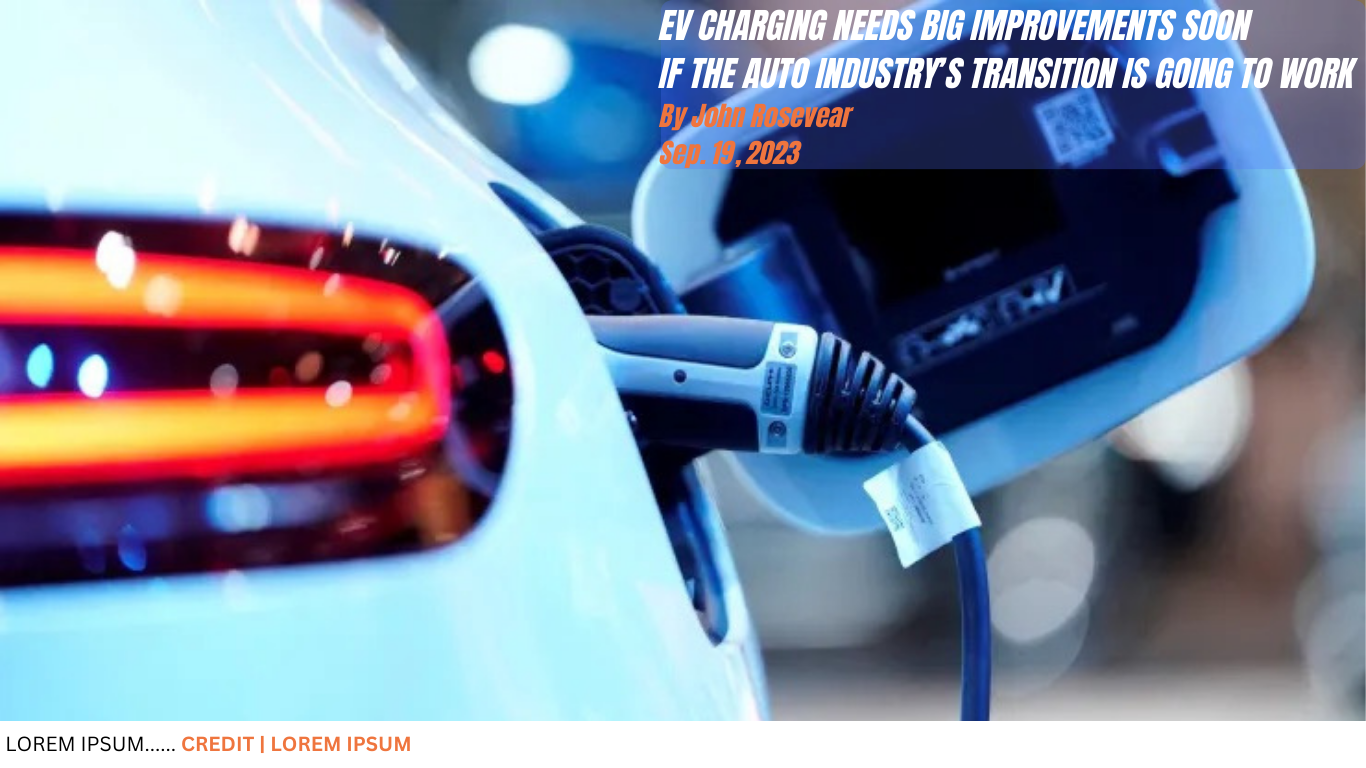 EV CHARGING NEEDS BIG IMPROVEMENTS SOON
IF THE AUTO INDUSTRY'S TRANSITION IS GOING TO WORK
By John Rosevear
Sep. 19, 2023
LOREM IPSUM...... CREDIT | LOREM IPSUM